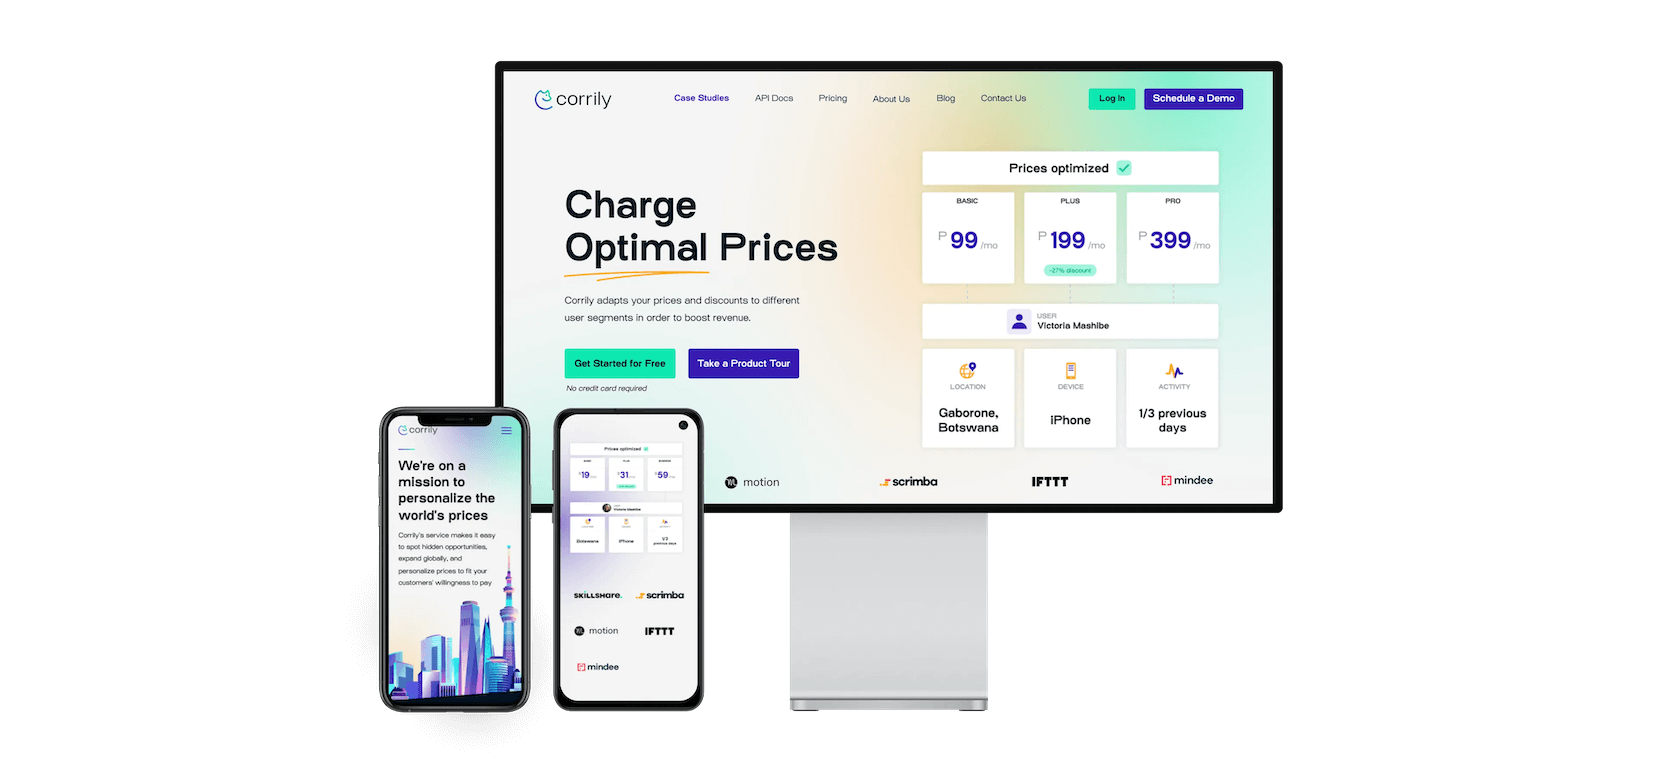 corrily
Case Studies
API Docs
Pricing
About Us
Blog
Contact Us
Log In
Schedule a Demo
Charge
Optimal Prices
Corrily adapts your prices and discounts to different
user segments in order to boost revenue.
Get Started for Free
Take a Product Tour
No credit card required
Prices optimized
BASIC
PLUS
PRO
P 99 /mo
P 199 /mo
P 399 /mo
-27% discount
USER
Victoria Mashibe
LOCATION
DEVICE
ACTIVITY
Gaborone,
Botswana
iPhone
1/3 previous
days
motion
scrimba
IFTTT
mindee
corrily
We're on a
mission to
personalize the
world's prices
Corrily's service makes it easy
to spot hidden opportunities,
expand globally, and
personalize prices to fit your
customers' willingness to pay
Prices optimized
BASIC
PLUS
19
31
59
Victoria Mashibe
LOCATION
DEVICE
ACTIVITY
Botswana
iPhone
1/3
previous days
SKILLSHARE.
scrimba
motion
IFTTT
mindee